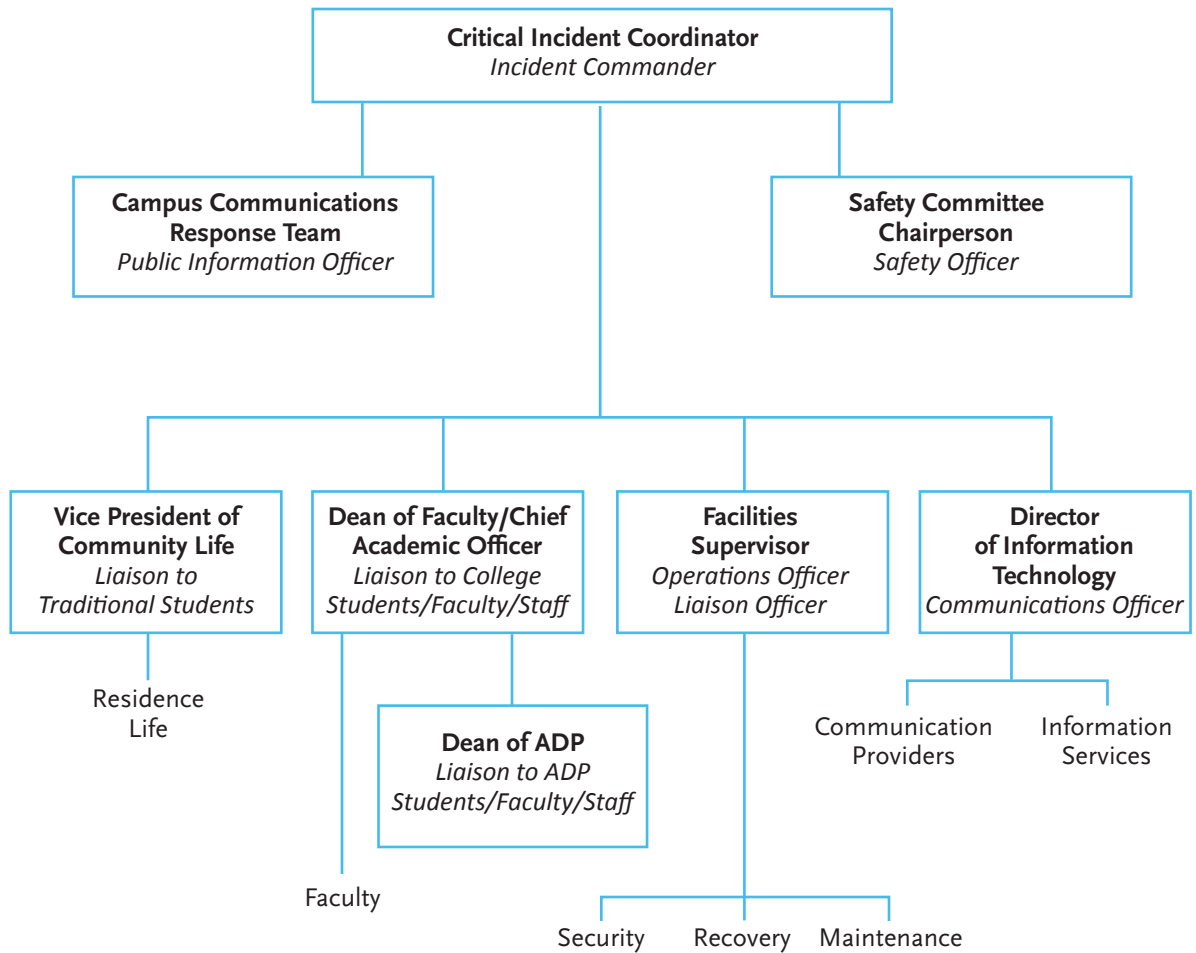 Critical Incident Coordinator
Incident Commander
Campus Communications
Response Team
Public Information Officer
Safety Committee
Chairperson
Safety Officer
Vice President of
Community Life
Liaison to
Traditional Students
Dean of Faculty/Chief
Academic Officer
Liaison to College
Students/Faculty/Staff
Facilities
Supervisor
Operations Officer
Liaison Officer
Director
of Information
Technology
Communications Officer
Residence
Life
Dean of ADP
Liaison to ADP
Students/Faculty/Staff
Communication
Providers
Information
Services
Faculty
Security
Recovery
Maintenance